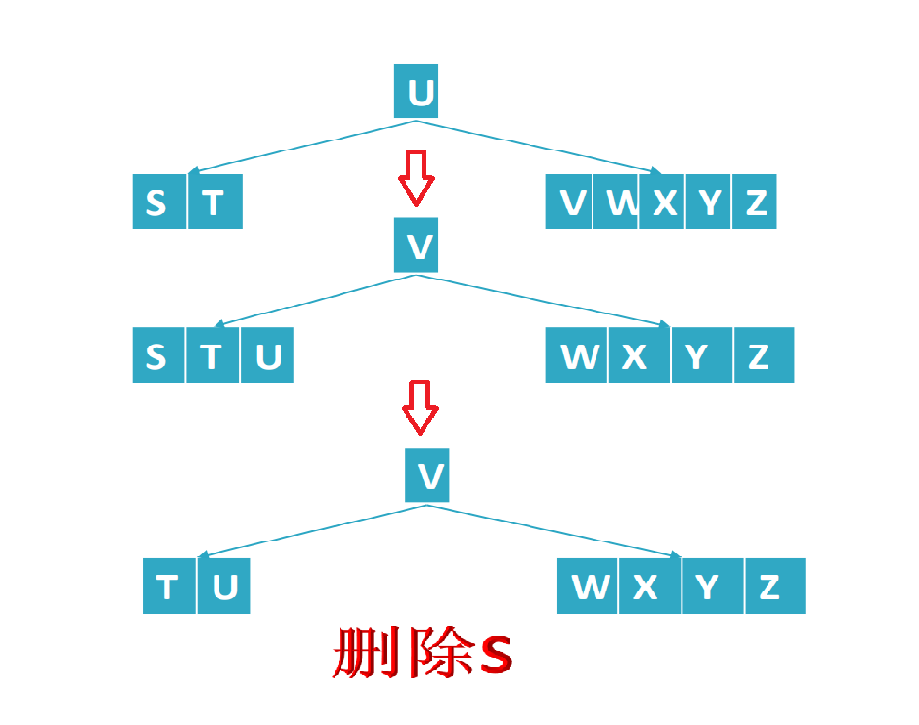 U
S T
V W X Y Z
V
S T U
W X Y Z
V
T U
W X Y Z
删除S